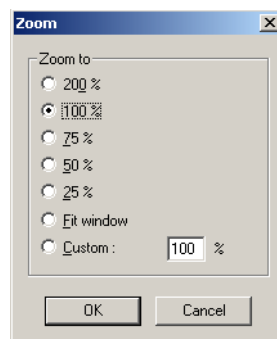 Zoom
Zoom to
200 %
100 %
75 %
50 %
25 %
Fit window
Custom : 100 %
OK Cancel